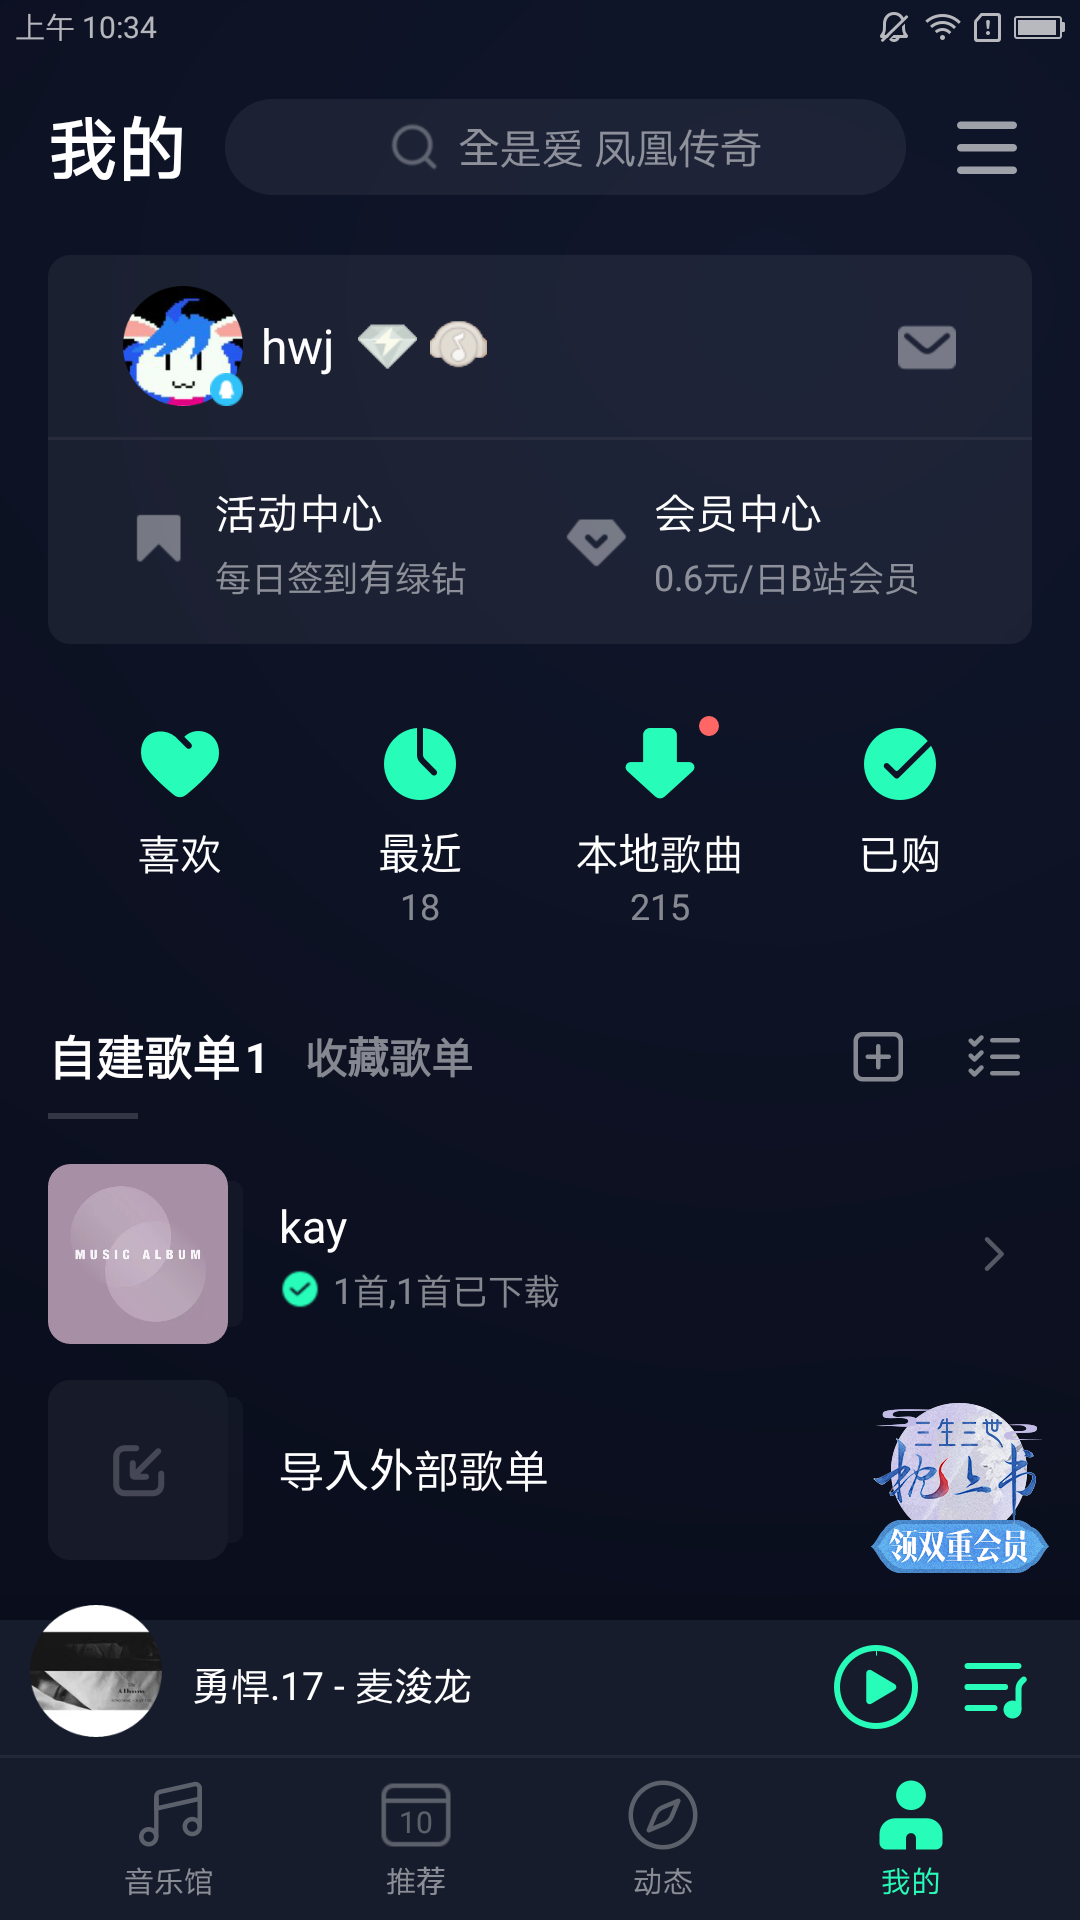 上午 10:34
我的
全是爱 凤凰传奇
hwj
活动中心
每日签到有绿钻
会员中心
0.6元/日B站会员
喜欢
最近
18
本地歌曲
215
已购
自建歌单1
收藏歌单
kay
MUSIC ALBUM
1首,1首已下载
导入外部歌单
三生三世
枕上书
领双重会员
勇悍.17 - 麦浚龙
音乐馆
10
推荐
动态
我的